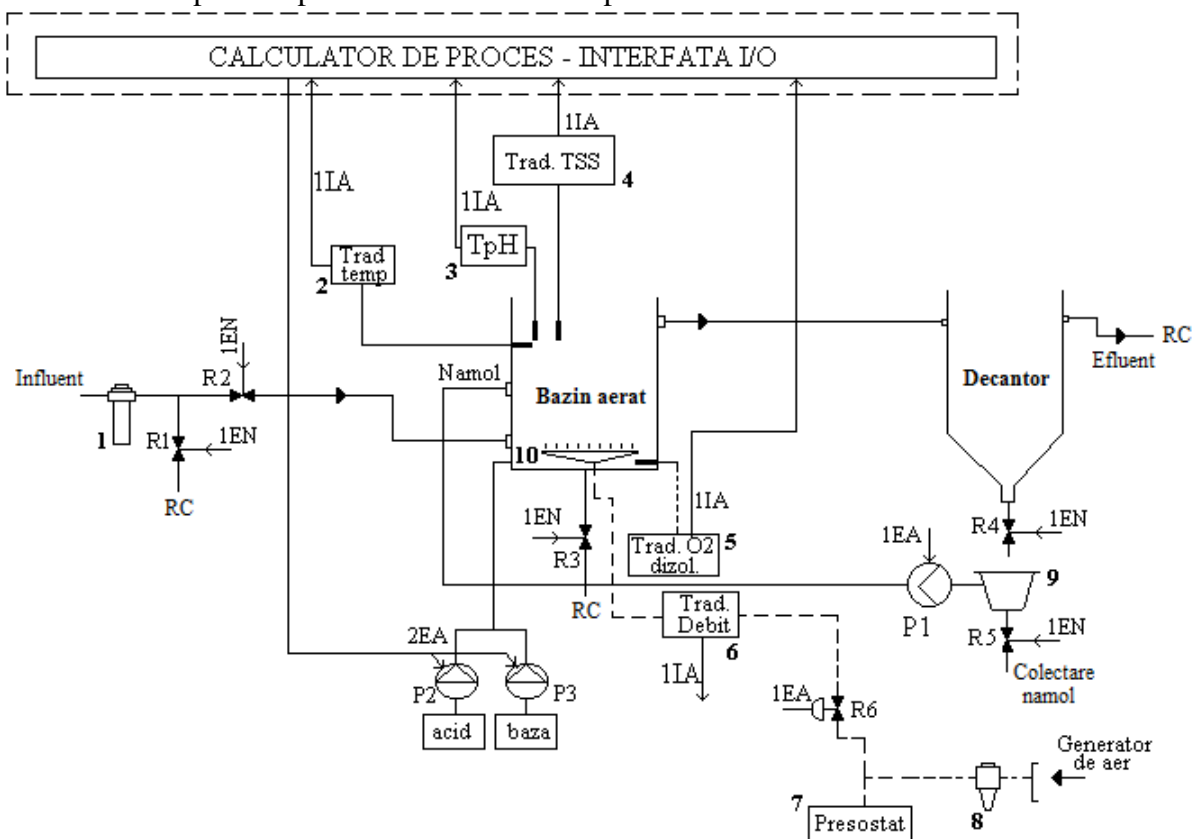 CALCULATOR DE PROCES - INTERFATA I/O
1IA
Trad. TSS
4
1IA
1IA
TpH
3
Trad
temp
2
1EN
Influent
R2
Namol
Bazin aerat
Decantor
RC
Efluent
1
R1
1EN
RC
10
1IA
1EN
R3
RC
Trad. O2
dizol.
5
R4
1EN
1EA
P1
9
R5
1EN
Colectare
namol
Trad.
Debit
6
1IA
2EA
P2
P3
acid
baza
1EA
R6
Generator
de aer
7
Presostat
8